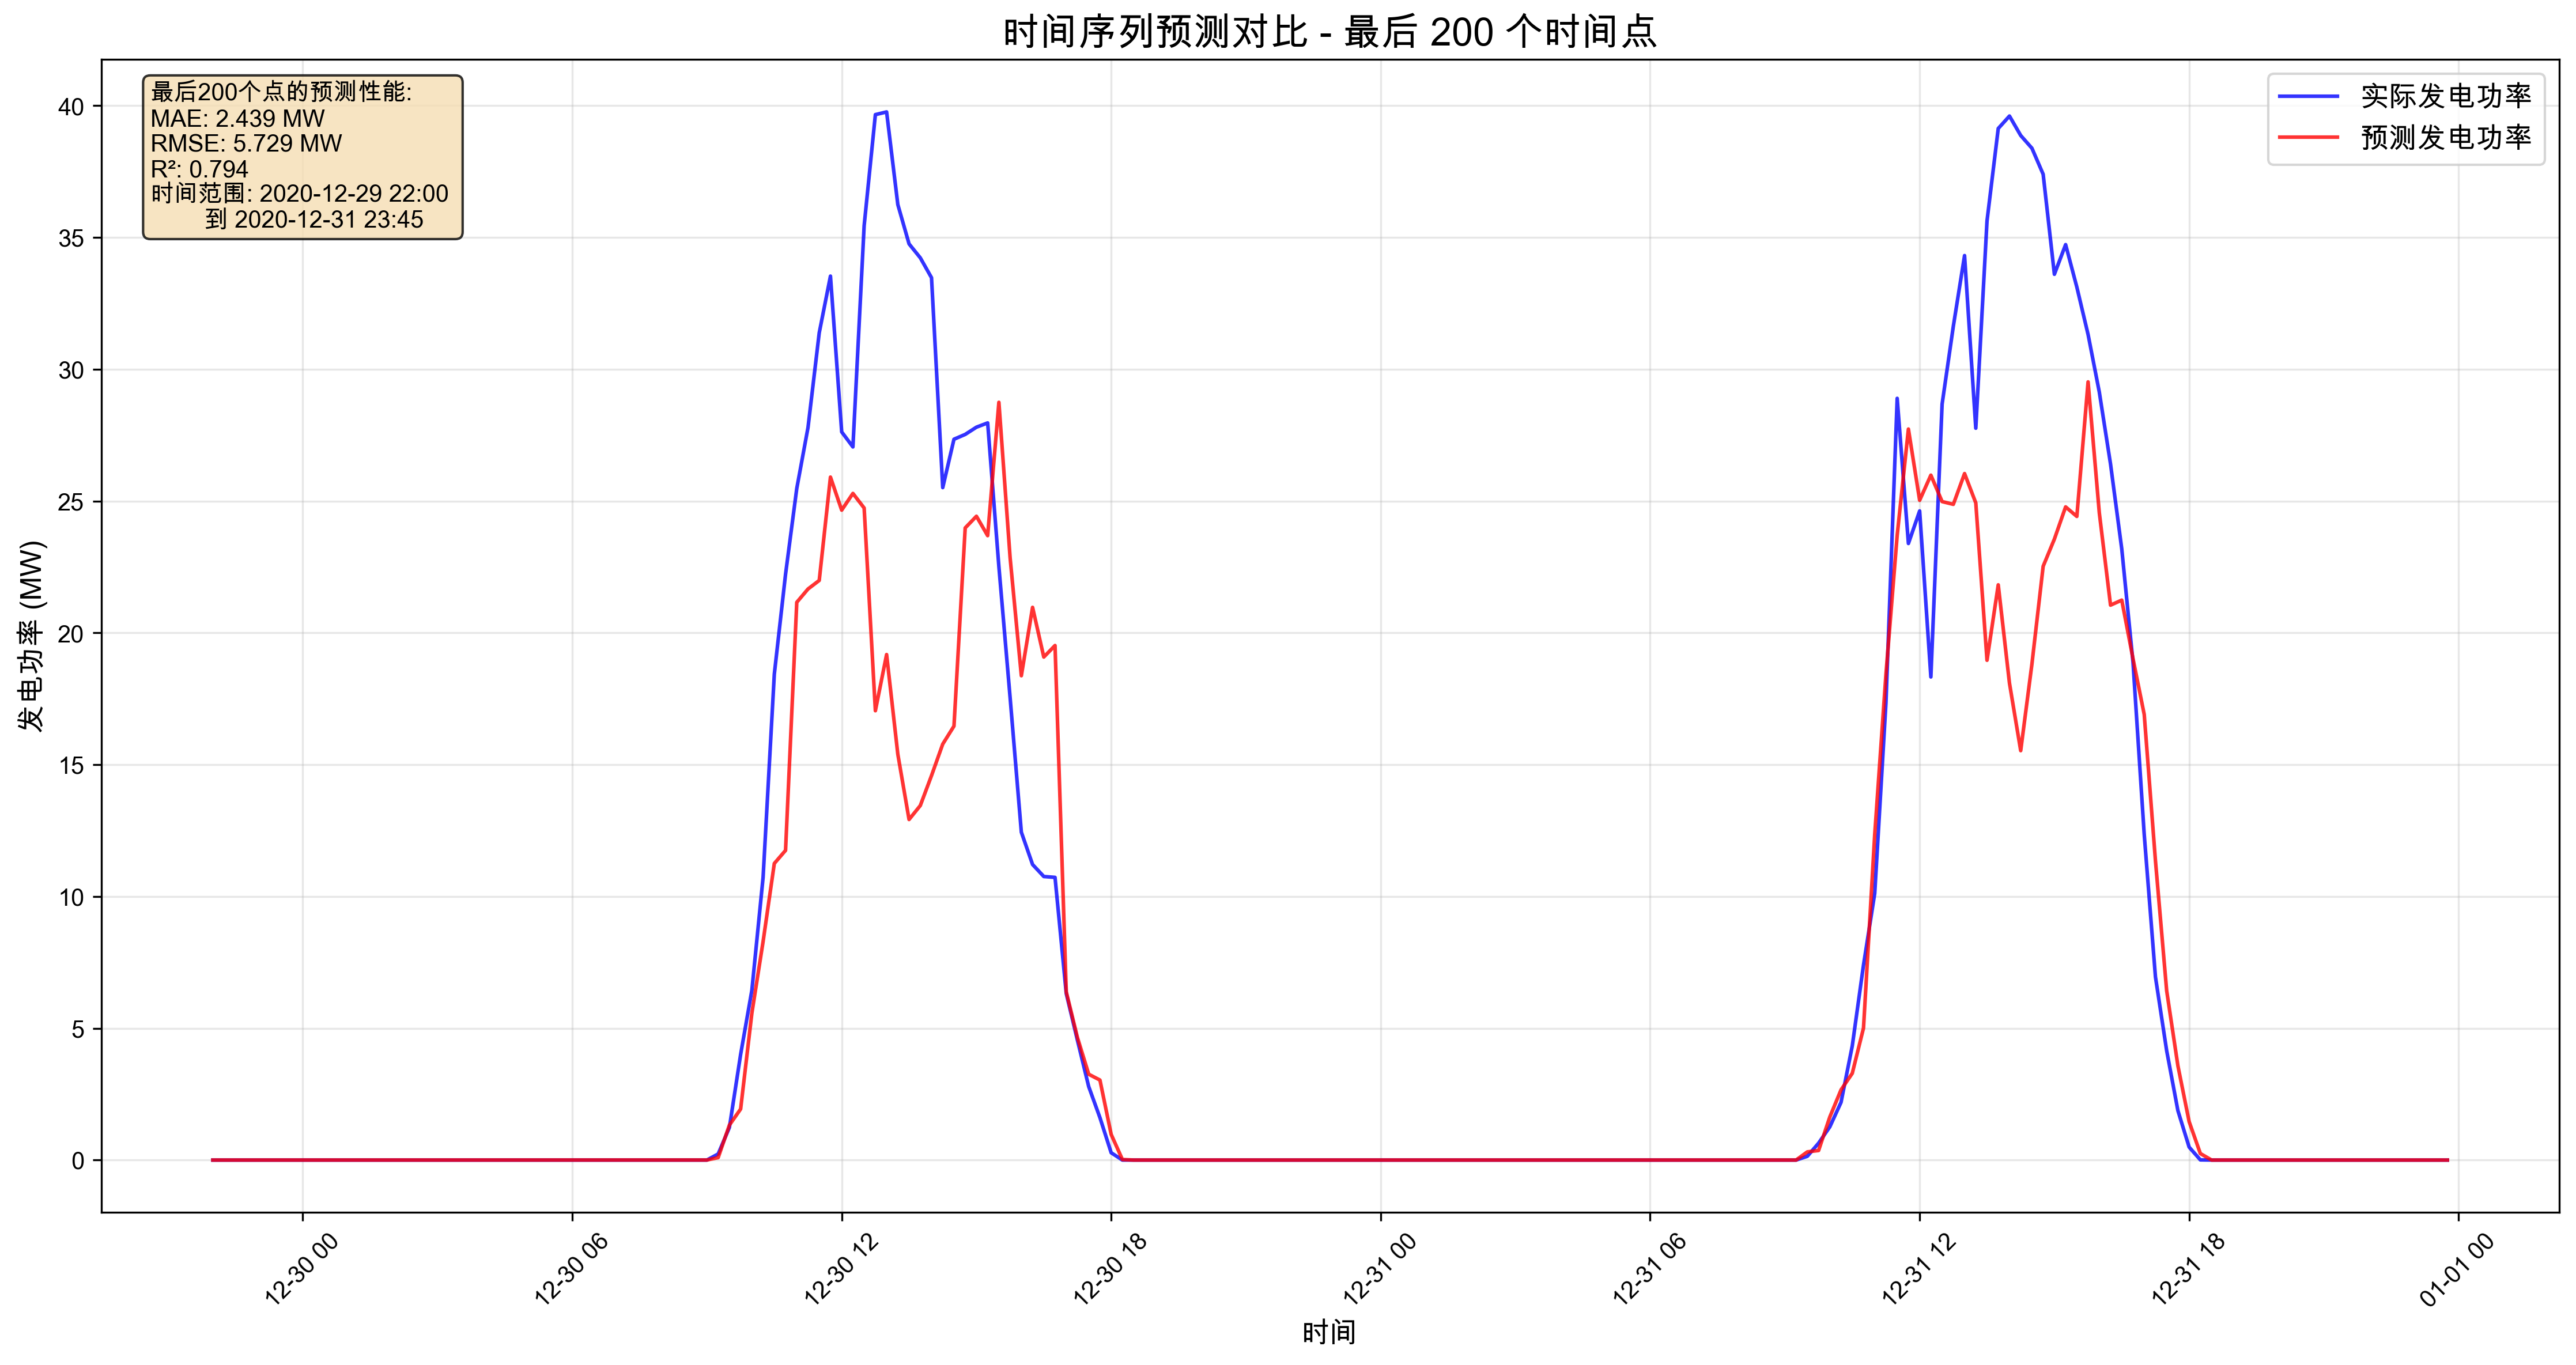 时间序列预测对比 - 最后 200 个时间点
最后200个点的预测性能:
MAE: 2.439 MW
RMSE: 5.729 MW
R²: 0.794
时间范围: 2020-12-29 22:00
到 2020-12-31 23:45
实际发电功率
预测发电功率
发电功率 (MW)
40
35
30
25
20
15
10
5
0
12-30 00
12-30 06
12-30 12
12-30 18
12-31 00
12-31 06
12-31 12
12-31 18
01-01 00
时间